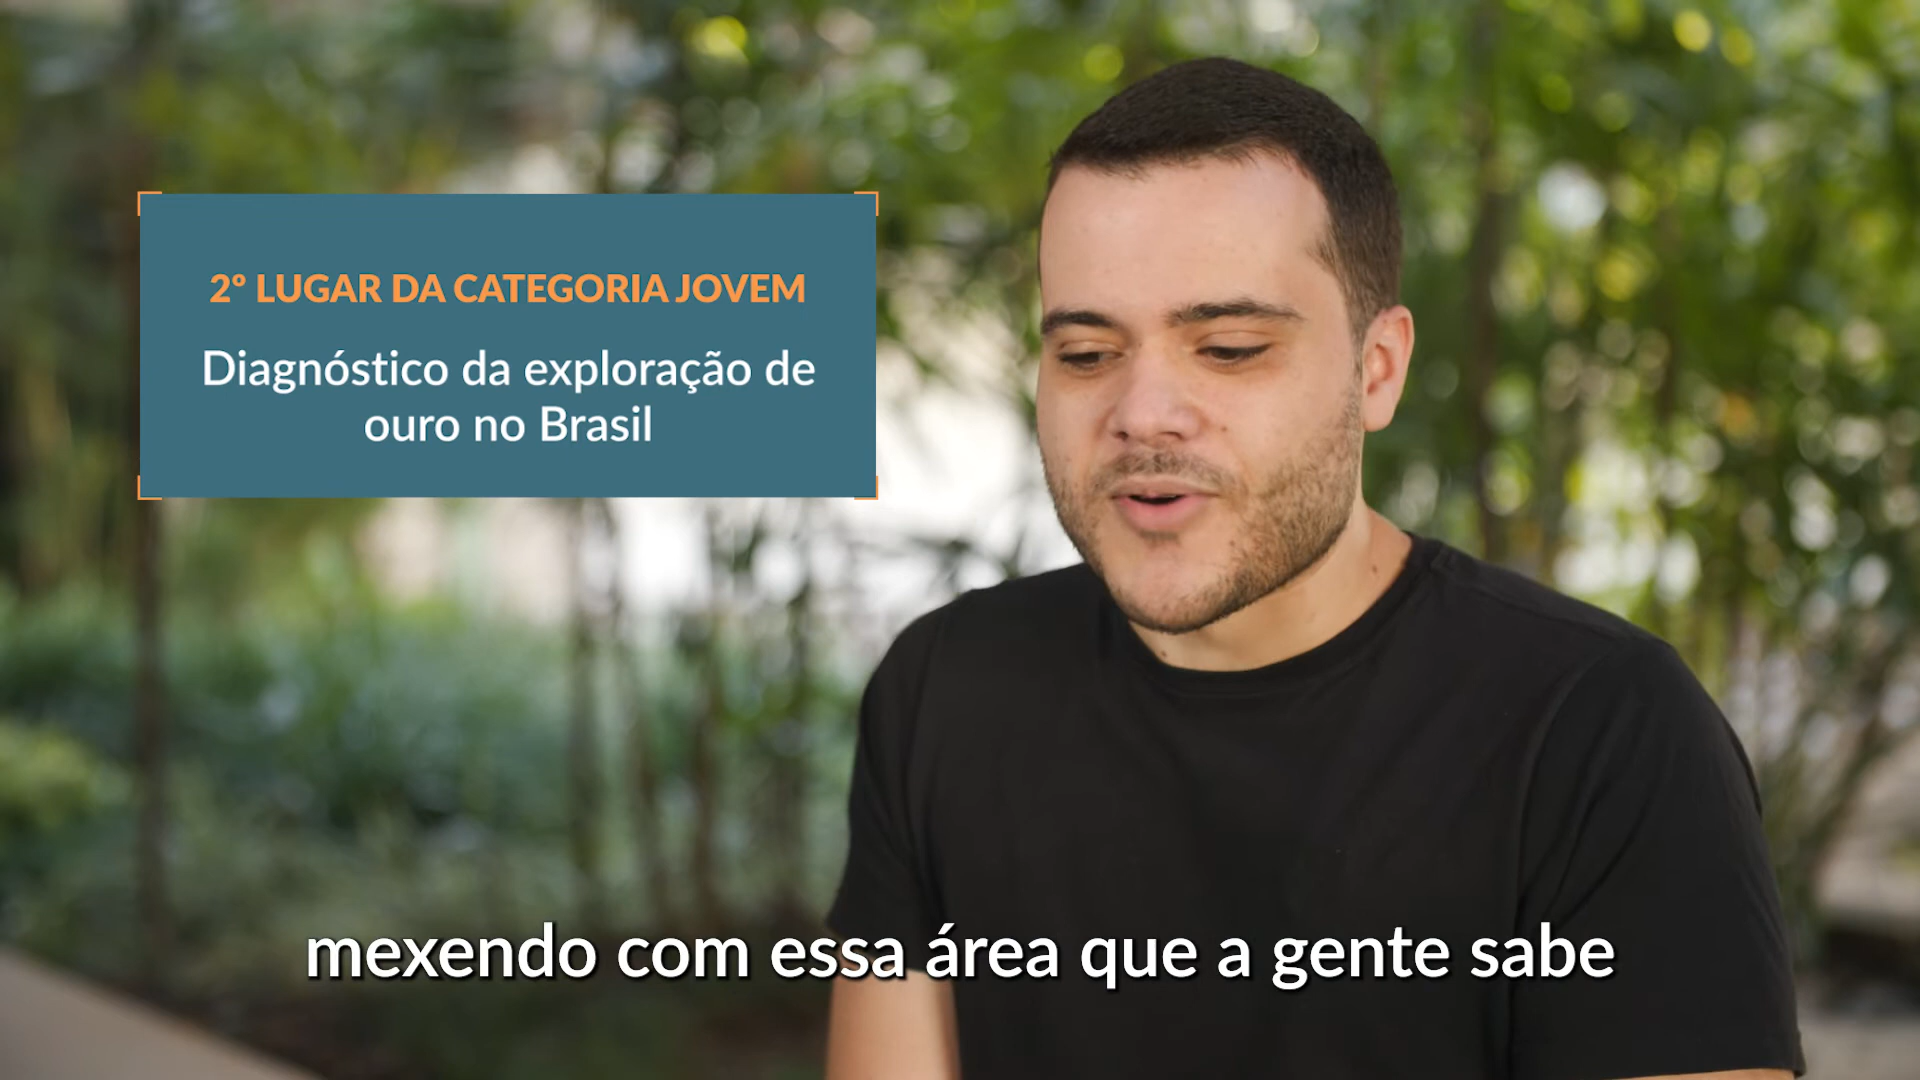 2º LUGAR DA CATEGORIA JOVEM
Diagnóstico da exploração de
ouro no Brasil
mexendo com essa área que a gente sabe